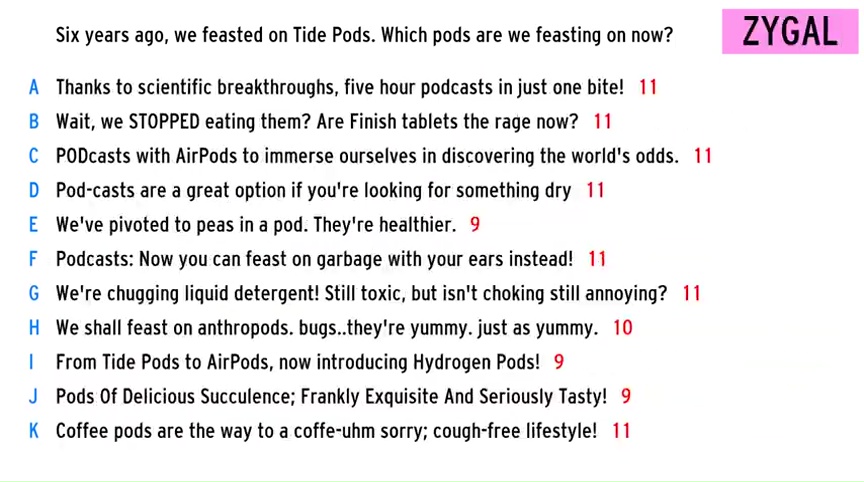 Six years ago, we feasted on Tide Pods. Which pods are we feasting on now?
ZYGAL
A Thanks to scientific breakthroughs, five hour podcasts in just one bite! 11
B Wait, we STOPPED eating them? Are Finish tablets the rage now? 11
C PODcasts with AirPods to immerse ourselves in discovering the world's odds. 11
D Pod-casts are a great option if you're looking for something dry 11
E We've pivoted to peas in a pod. They're healthier. 9
F Podcasts: Now you can feast on garbage with your ears instead! 11
G We're chugging liquid detergent! Still toxic, but isn't choking still annoying? 11
H We shall feast on anthropods. bugs..they're yummy. just as yummy. 10
I From Tide Pods to AirPods, now introducing Hydrogen Pods! 9
J Pods Of Delicious Succulence; Frankly Exquisite And Seriously Tasty! 9
K Coffee pods are the way to a coffe-uhm sorry; cough-free lifestyle! 11